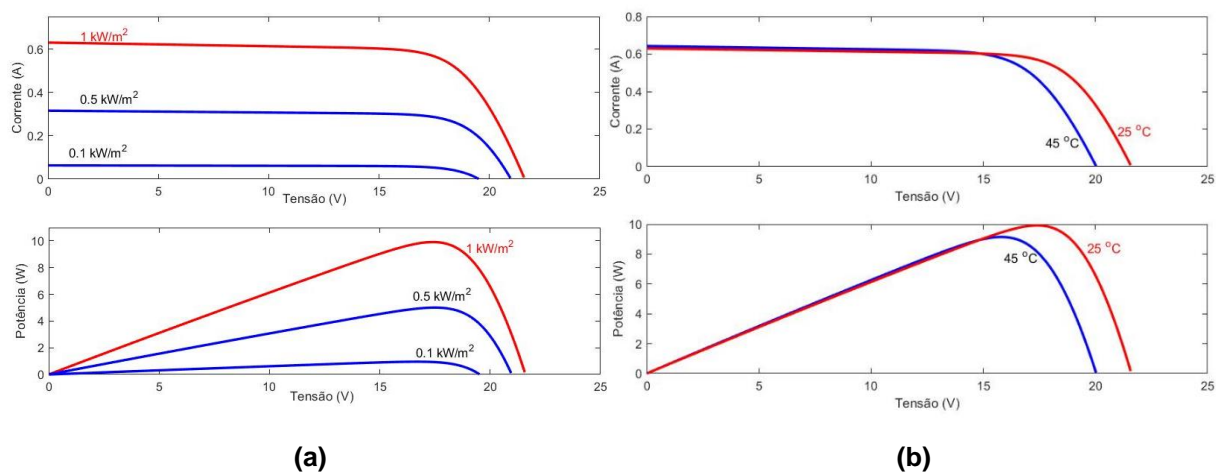 Corrente (A)
0.6
0.4
0.2
0
1 kW/m²
0.5 kW/m²
0.1 kW/m²
0 5 10 15 20 25
Tensão (V)
Potência (W)
10
8
6
4
2
0
1 kW/m²
0.5 kW/m²
0.1 kW/m²
0 5 10 15 20 25
Tensão (V)
(a)
Corrente (A)
0.8
0.6
0.4
0.2
0
45 °C
25 °C
0 5 10 15 20 25
Tensão (V)
Potência (W)
10
8
6
4
2
0
45 °C
25 °C
0 5 10 15 20 25
Tensão (V)
(b)